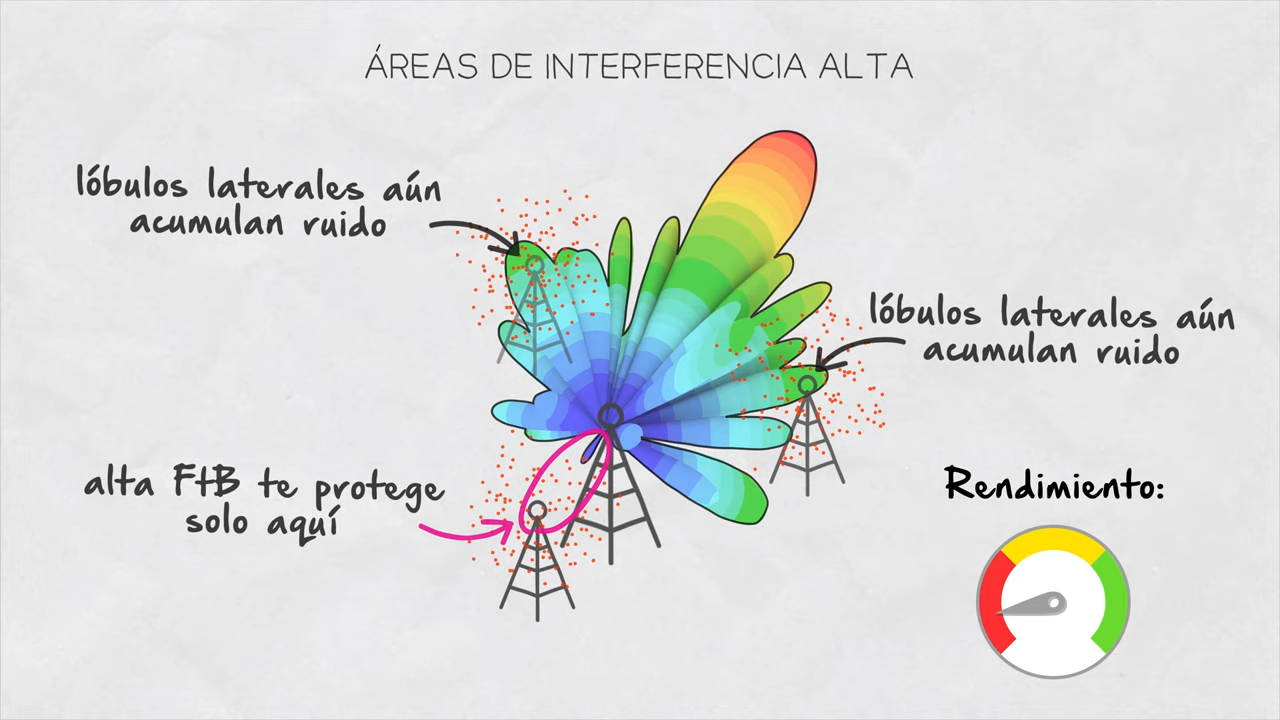 ÁREAS DE INTERFERENCIA ALTA
lóbulos laterales aún
acumulan ruido
lóbulos laterales aún
acumulan ruido
alta FtB te protege
solo aquí
Rendimiento: